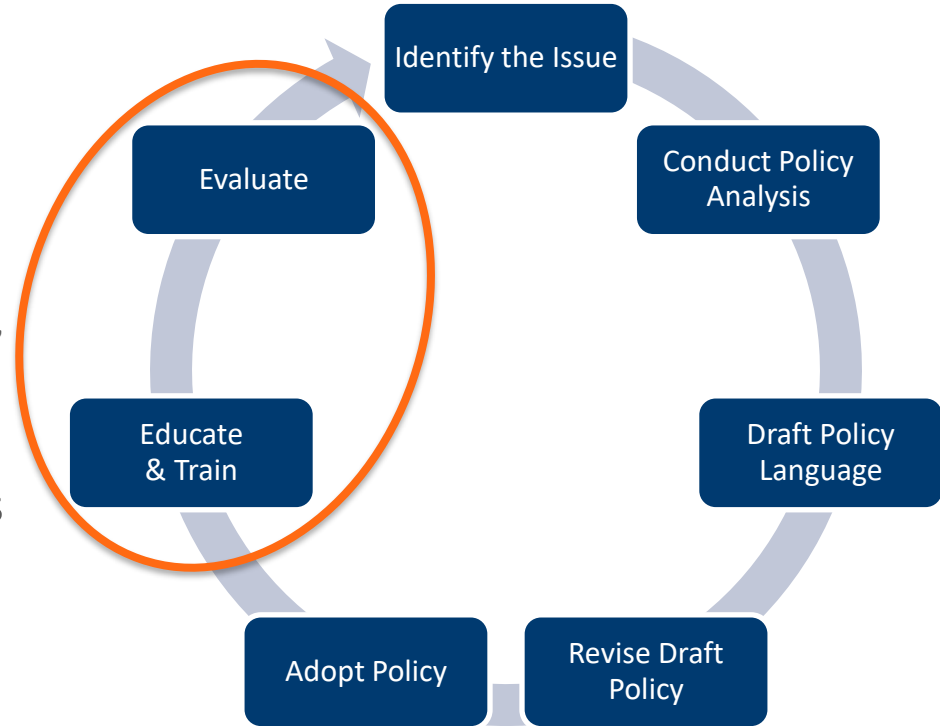 Identify the Issue
Conduct Policy
Analysis
Draft Policy
Language
Revise Draft
Policy
Adopt Policy
Educate
& Train
Evaluate